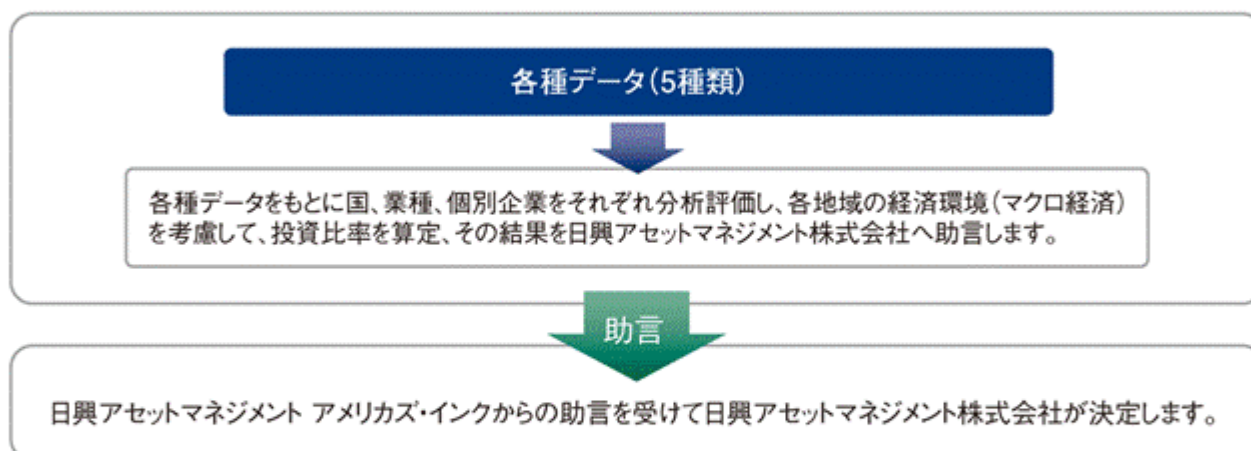 各種データ(5種類)
各種データをもとに国、業種、個別企業をそれぞれ分析評価し、各地域の経済環境(マクロ経済)
を考慮して、投資比率を算定、その結果を日興アセットマネジメント株式会社へ助言します。
助言
日興アセットマネジメント アメリカズ・インクからの助言を受けて日興アセットマネジメント株式会社が決定します。